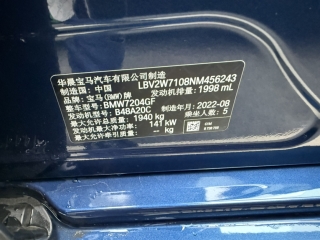 华晨宝马汽车有限公司制造
制造国：中国 LBV2W7108NM456243
品牌：宝马(BMW)牌 发动机排量：1998 mL
整车型号：BMW7204GF
发动机型号：B48A20C 制造年月：2022-08
最大允许总质量：1940 kg 乘坐人数：5
发动机最大净功率：141 kW
最大允许牵引质量：-- kg